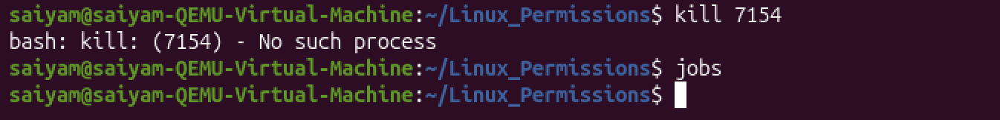 saiyam@saiyam-QEMU-Virtual-Machine:~/Linux_Permissions$ kill 7154
bash: kill: (7154) - No such process
saiyam@saiyam-QEMU-Virtual-Machine:~/Linux_Permissions$ jobs
saiyam@saiyam-QEMU-Virtual-Machine:~/Linux_Permissions$